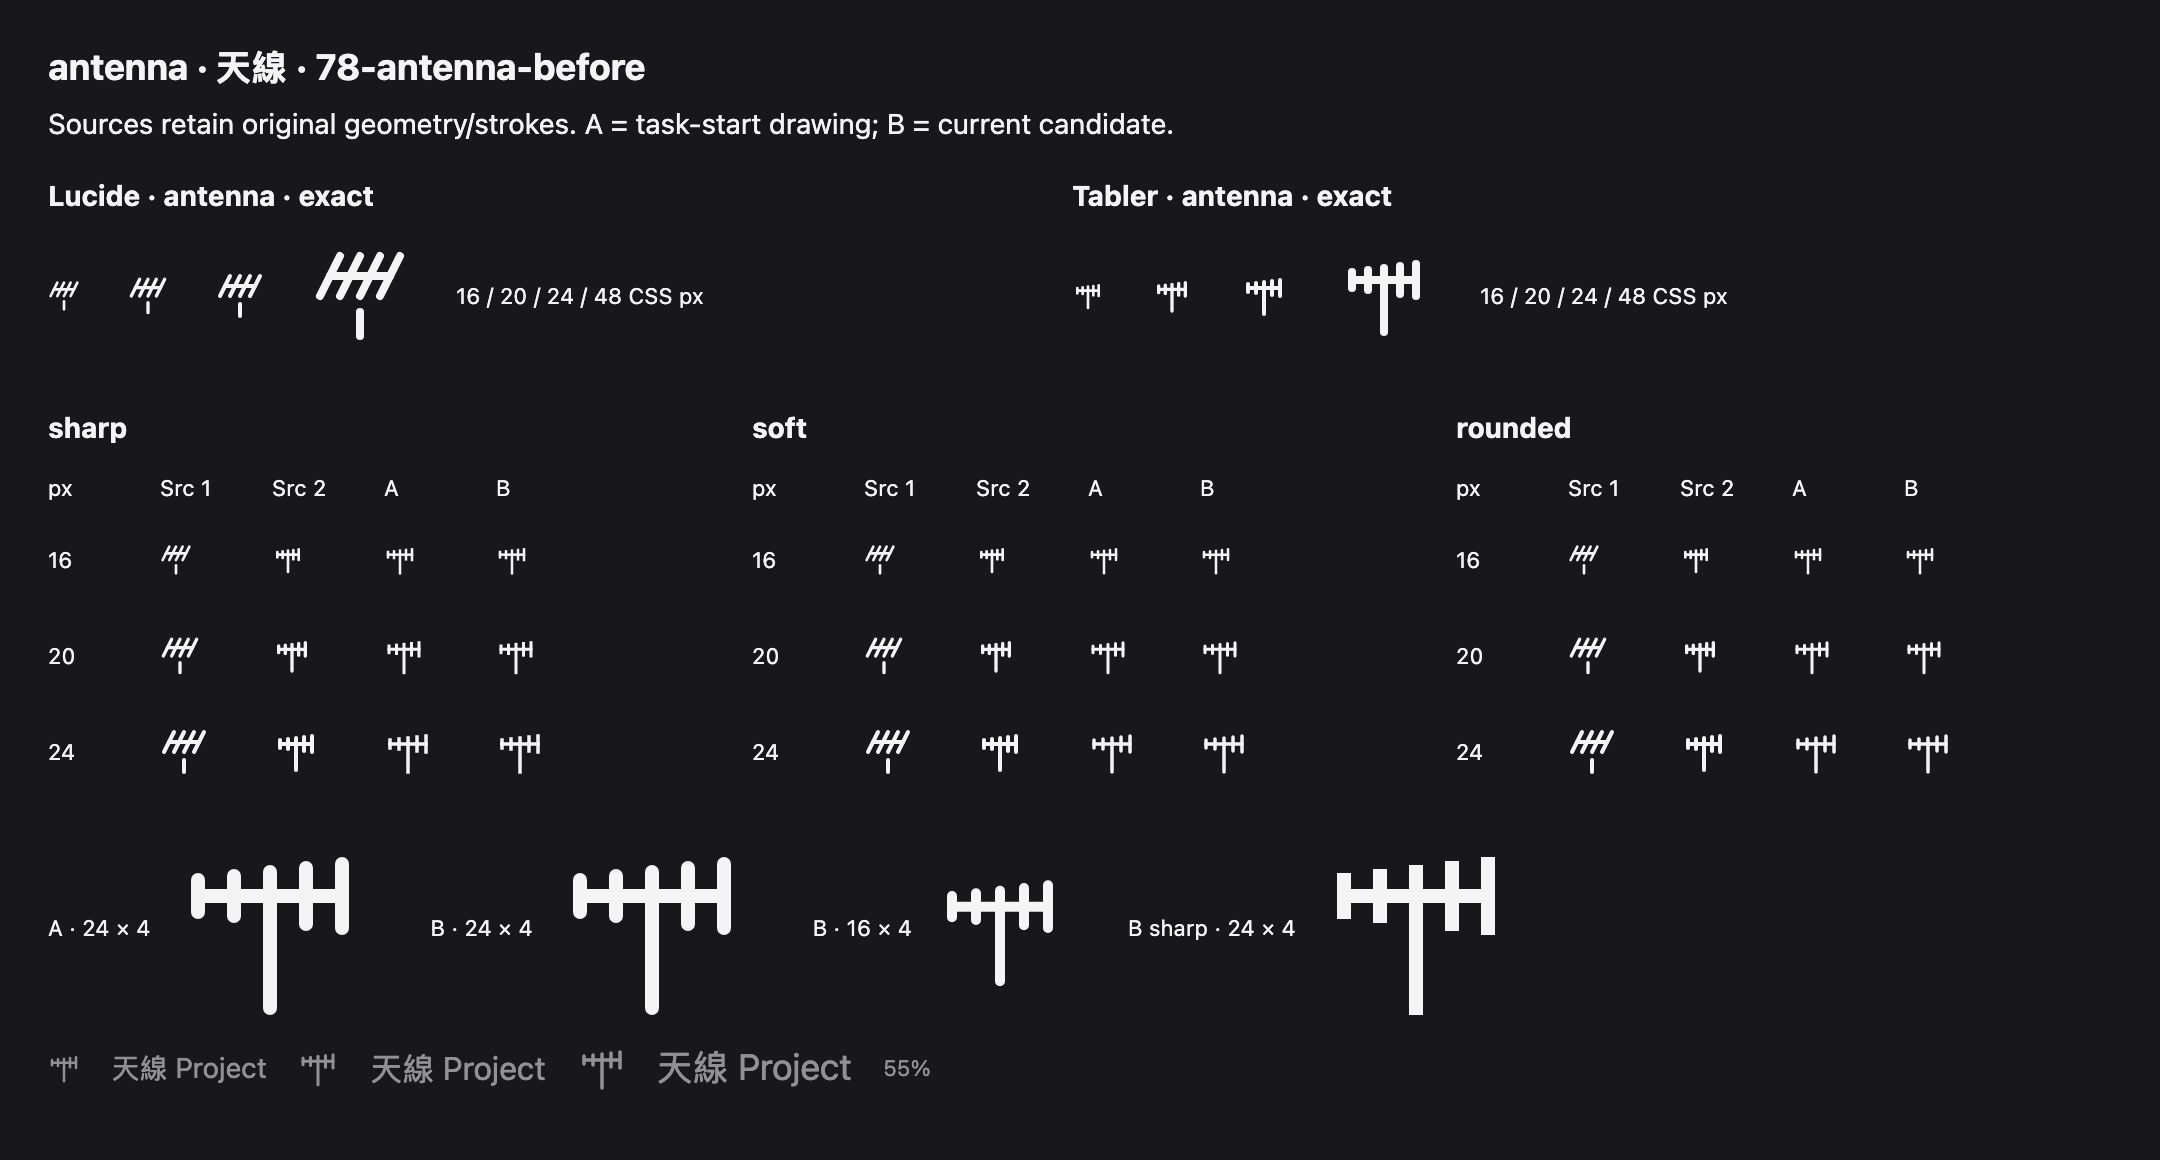 antenna · 天線 · 78-antenna-before
Sources retain original geometry/strokes. A = task-start drawing; B = current candidate.
Lucide · antenna · exact
16 / 20 / 24 / 48 CSS px
Tabler · antenna · exact
16 / 20 / 24 / 48 CSS px
sharp
px Src 1 Src 2 A B
16
20
24
soft
px Src 1 Src 2 A B
16
20
24
rounded
px Src 1 Src 2 A B
16
20
24
A · 24 × 4
B · 24 × 4
B · 16 × 4
B sharp · 24 × 4
天線 Project 天線 Project 天線 Project 55%